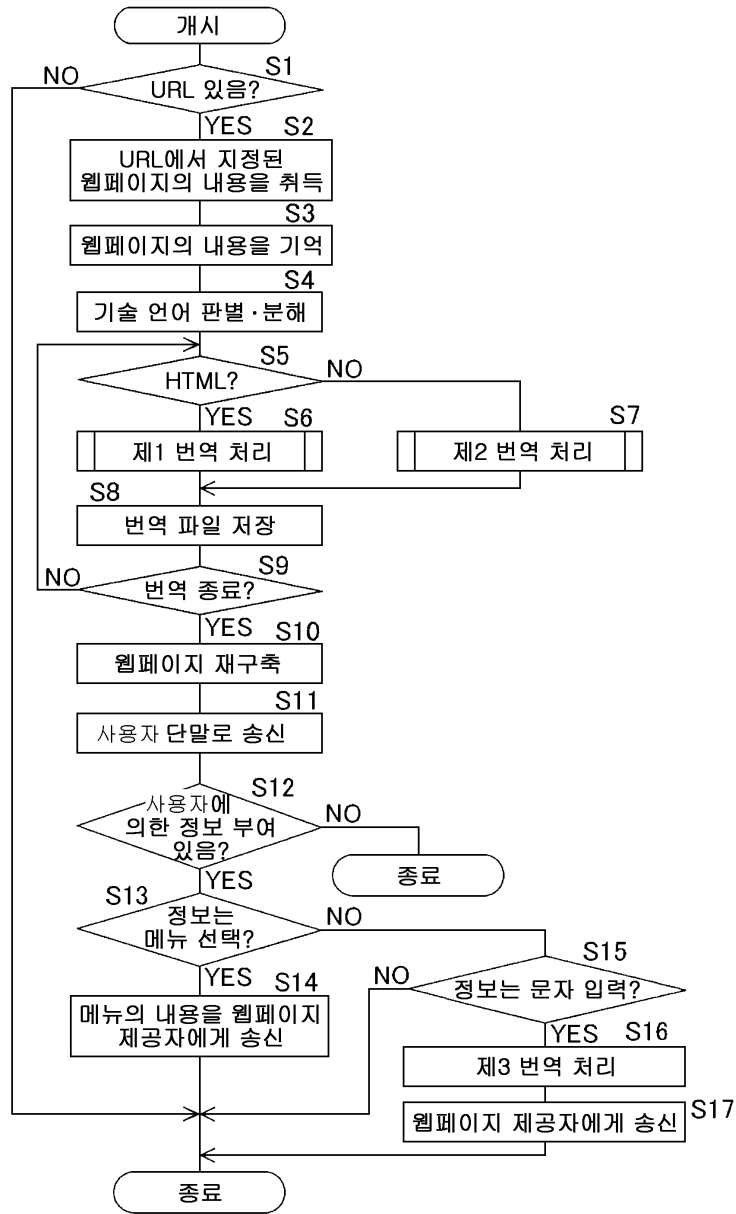 개시
S1
NO
URL 있음?
YES
S2
URL에서 지정된
웹페이지의 내용을 취득
S3
웹페이지의 내용을 기억
S4
기술 언어 판별·분해
S5
HTML?
NO
YES
S6
S7
제1 번역 처리
제2 번역 처리
S8
번역 파일 저장
S9
NO
번역 종료?
YES
S10
웹페이지 재구축
S11
사용자 단말로 송신
S12
사용자에
의한 정보 부여
있음?
NO
종료
YES
S13
정보는
메뉴 선택?
NO
YES
S14
메뉴의 내용을 웹페이지
제공자에게 송신
S15
NO
정보는 문자 입력?
YES
S16
제3 번역 처리
S17
웹페이지 제공자에게 송신
종료